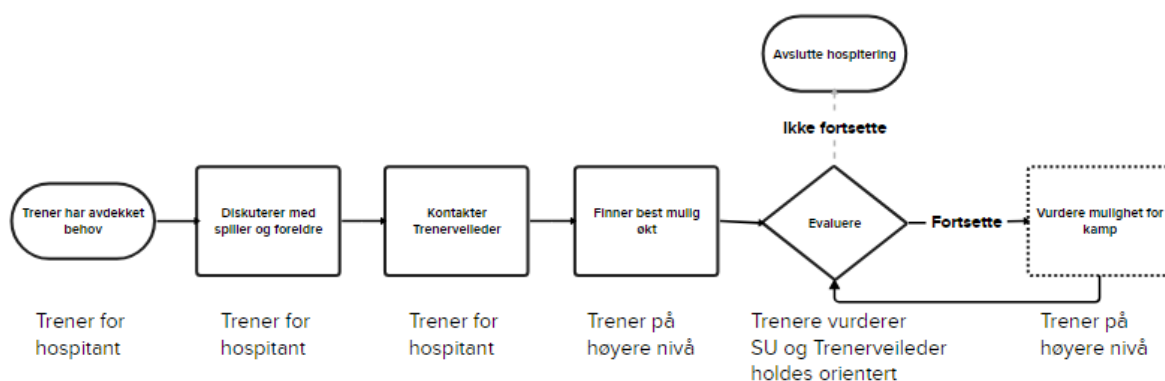 Avslutte hospitering
Ikke fortsette
Trener har avdekket
behov
Diskuterer med
spiller og foreldre
Kontakter
Trenerveileder
Finner best mulig
økt
Evaluere
Fortsette
Vurdere mulighet for
kamp
Trener for
hospitant
Trener for
hospitant
Trener for
hospitant
Trener på
høyere nivå
Trenere vurderer
SU og Trenerveileder
holdes orientert
Trener på
høyere nivå